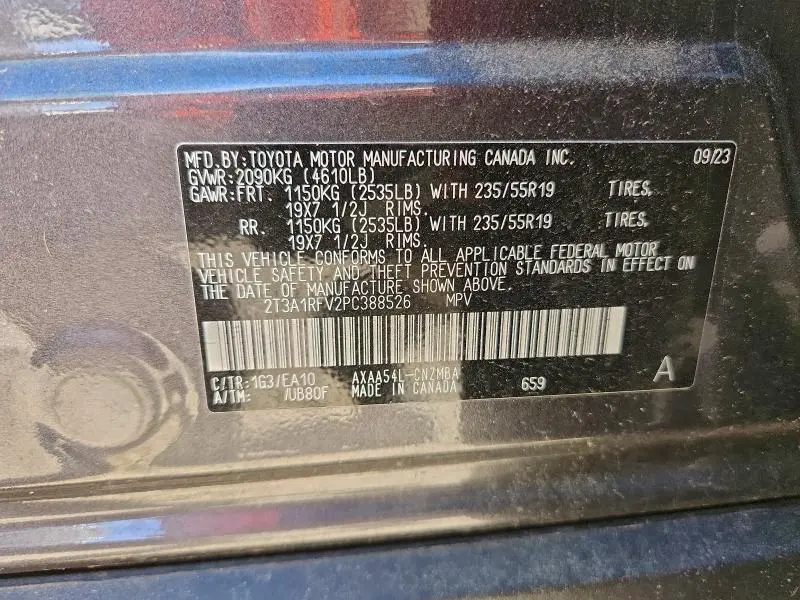 MFD.BY:TOYOTA MOTOR MANUFACTURING CANADA INC. 09/23
GVWR:2090KG (4610LB)
GAWR:FRT. 1150KG (2535LB) WITH 235/55R19 TIRES,
19X7 1/2J RIMS.
RR. 1150KG (2535LB) WITH 235/55R19 TIRES,
19X7 1/2J RIMS.
THIS VEHICLE CONFORMS TO ALL APPLICABLE FEDERAL MOTOR
VEHICLE SAFETY AND THEFT PREVENTION STANDARDS IN EFFECT ON
THE DATE OF MANUFACTURE SHOWN ABOVE.
2T3A1RFV2PC388526 MPV
C/TR:1G3/EA10 AXAA54L-CNZMBA 659 A
A/TM: /UB80F MADE IN CANADA